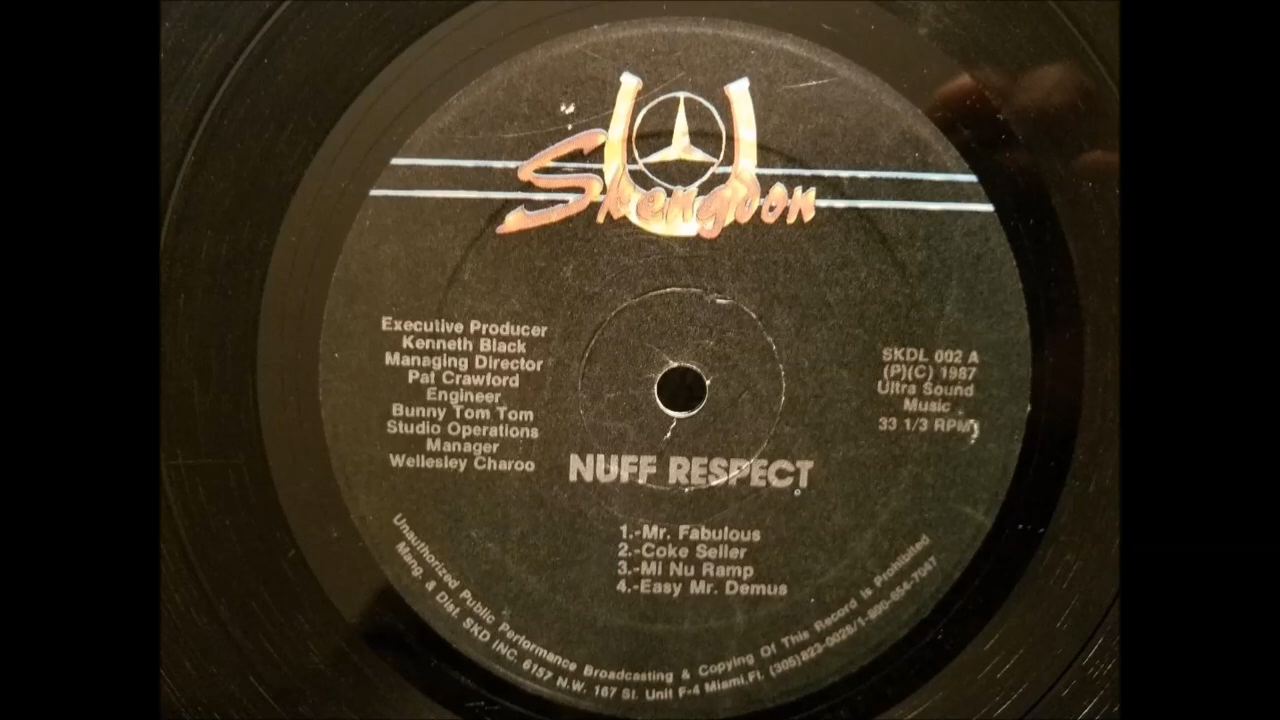 Skengdon
Executive Producer
Kenneth Black
Managing Director
Pat Crawford
Engineer
Bunny Tom Tom
Studio Operations
Manager
Wellesley Charoo
SKDL 002 A
(P)(C) 1987
Ultra Sound
Music
33 1/3 RPM
NUFF RESPECT
1.-Mr. Fabulous
2.-Coke Seller
3.-Mi Nu Ramp
4.-Easy Mr. Demus
Unauthorized Public Performance Broadcasting & Copying Of This Record is Prohibited
Mang. & Dist. SKD INC. 6157 N.W. 167 St. Unit F-4 Miami,Fl. (305)823-0028/1-800-654-7047